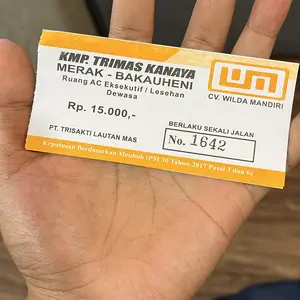 KMP. TRIMAS KANAYA
MERAK - BAKAUHENI
Ruang AC Eksekutif / Lesehan
Dewasa
Rp. 15.000,-
CV. WILDA MANDIRI
BERLAKU SEKALI JALAN
PT. TRISAKTI LAUTAN MAS
No. 1642
Keputusan Berdasarkan Menhub (PM 30 Tahun 2017 Pasal 1 dan 6)